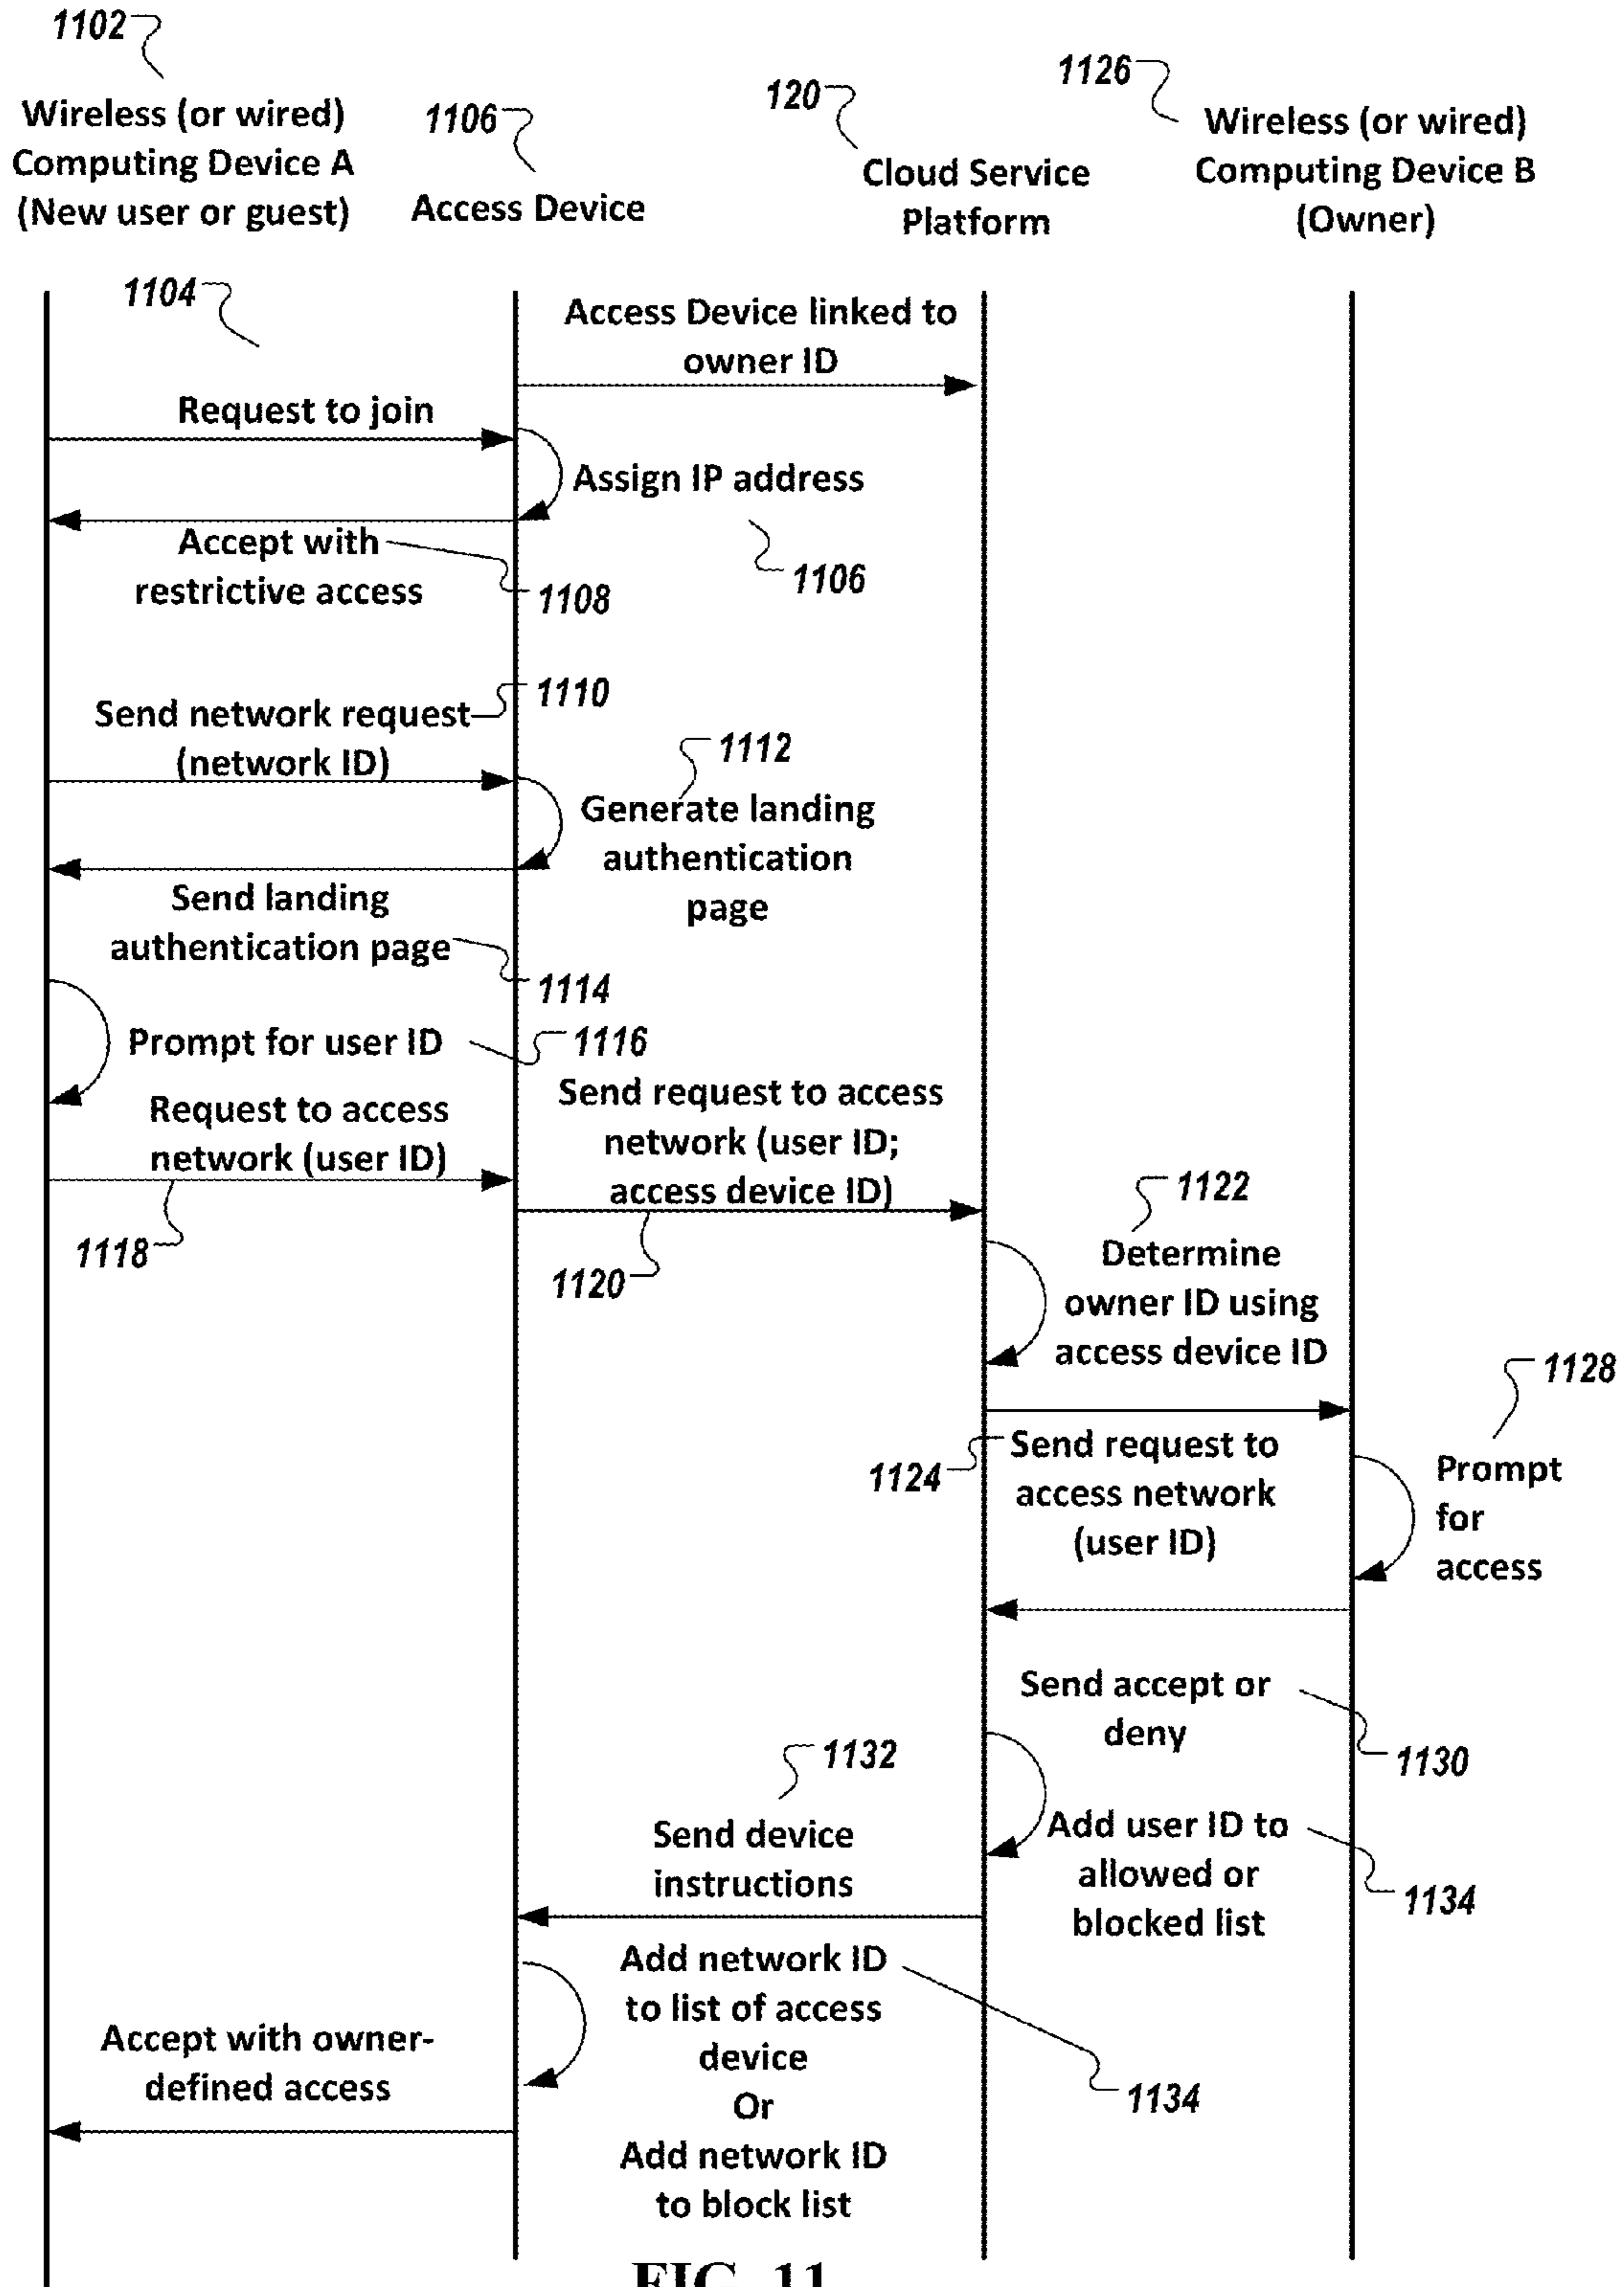 1102
Wireless (or wired)
Computing Device A
(New user or guest)
1106
Access Device
120
Cloud Service
Platform
1126
Wireless (or wired)
Computing Device B
(Owner)
1104
Access Device linked to
owner ID
Request to join
Assign IP address
1106
Accept with
restrictive access
1108
1110
Send network request
(network ID)
1112
Generate landing
authentication
page
Send landing
authentication page
1114
Prompt for user ID
1116
Request to access
network (user ID)
1118
Send request to access
network (user ID;
access device ID)
1120
1122
Determine
owner ID using
access device ID
1124
Send request to
access network
(user ID)
1128
Prompt
for
access
Send accept or
deny
1130
1132
Send device
instructions
Add user ID to
allowed or
blocked list
1134
Add network ID
to list of access
device
Or
Add network ID
to block list
1134
Accept with owner-
defined access
FIG. 11